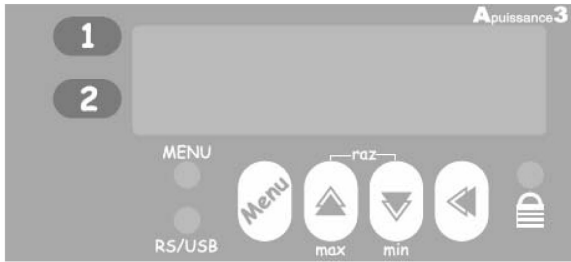 Apuissance3
1
2
MENU
raz
Menu
RS/USB
max
min